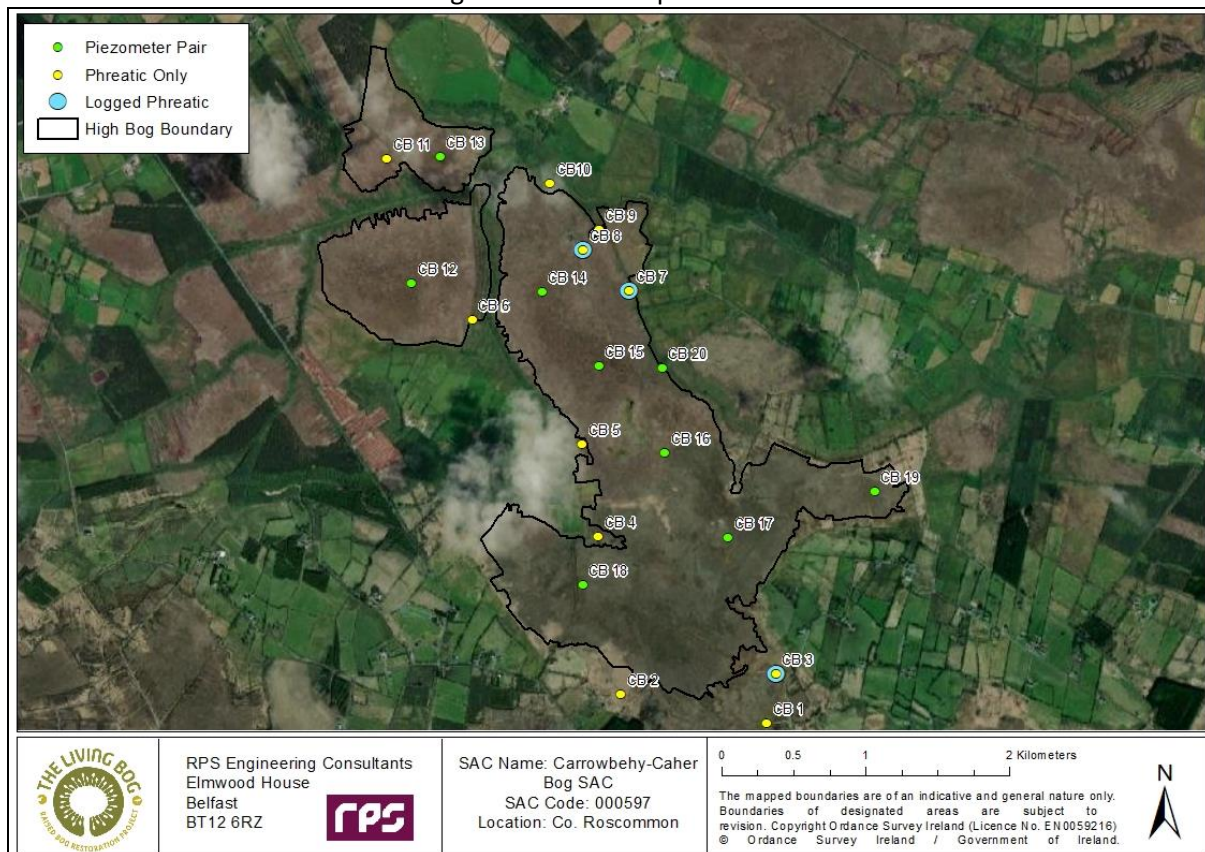 Piezometer Pair
Phreatic Only
Logged Phreatic
High Bog Boundary
CB 11
CB 13
CB10
CB 9
CB 8
CB 14
CB 7
CB 12
CB 6
CB 15
CB 20
CB 5
CB 16
CB 19
CB 4
CB 17
CB 18
CB 3
CB 2
CB 1
THE LIVING BOG
RAISED BOG RESTORATION PROJECT
RPS Engineering Consultants
Elmwood House
Belfast
BT12 6RZ
rps
SAC Name: Carrowbehy-Caher
Bog SAC
SAC Code: 000597
Location: Co. Roscommon
0 0.5 1 2 Kilometers
The mapped boundaries are of an indicative and general nature only.
Boundaries of designated areas are subject to
revision. Copyright Ordance Survey Ireland (Licence No. EN0059216)
© Ordance Survey Ireland / Government of Ireland.
N